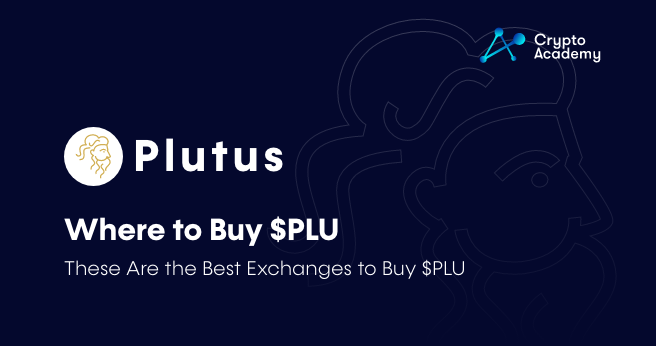 Crypto
Academy
Plutus
Where to Buy $PLU
These Are the Best Exchanges to Buy $PLU